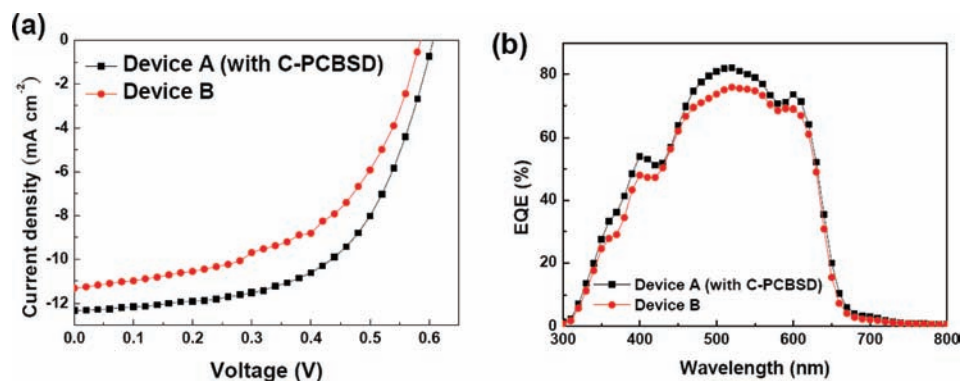 (a)
0
-2
-4
-6
-8
-10
-12
Current density (mA cm⁻²)
Device A (with C-PCBSD)
Device B
0.0 0.1 0.2 0.3 0.4 0.5 0.6
Voltage (V)
(b)
80
60
40
20
0
EQE (%)
Device A (with C-PCBSD)
Device B
300 400 500 600 700 800
Wavelength (nm)